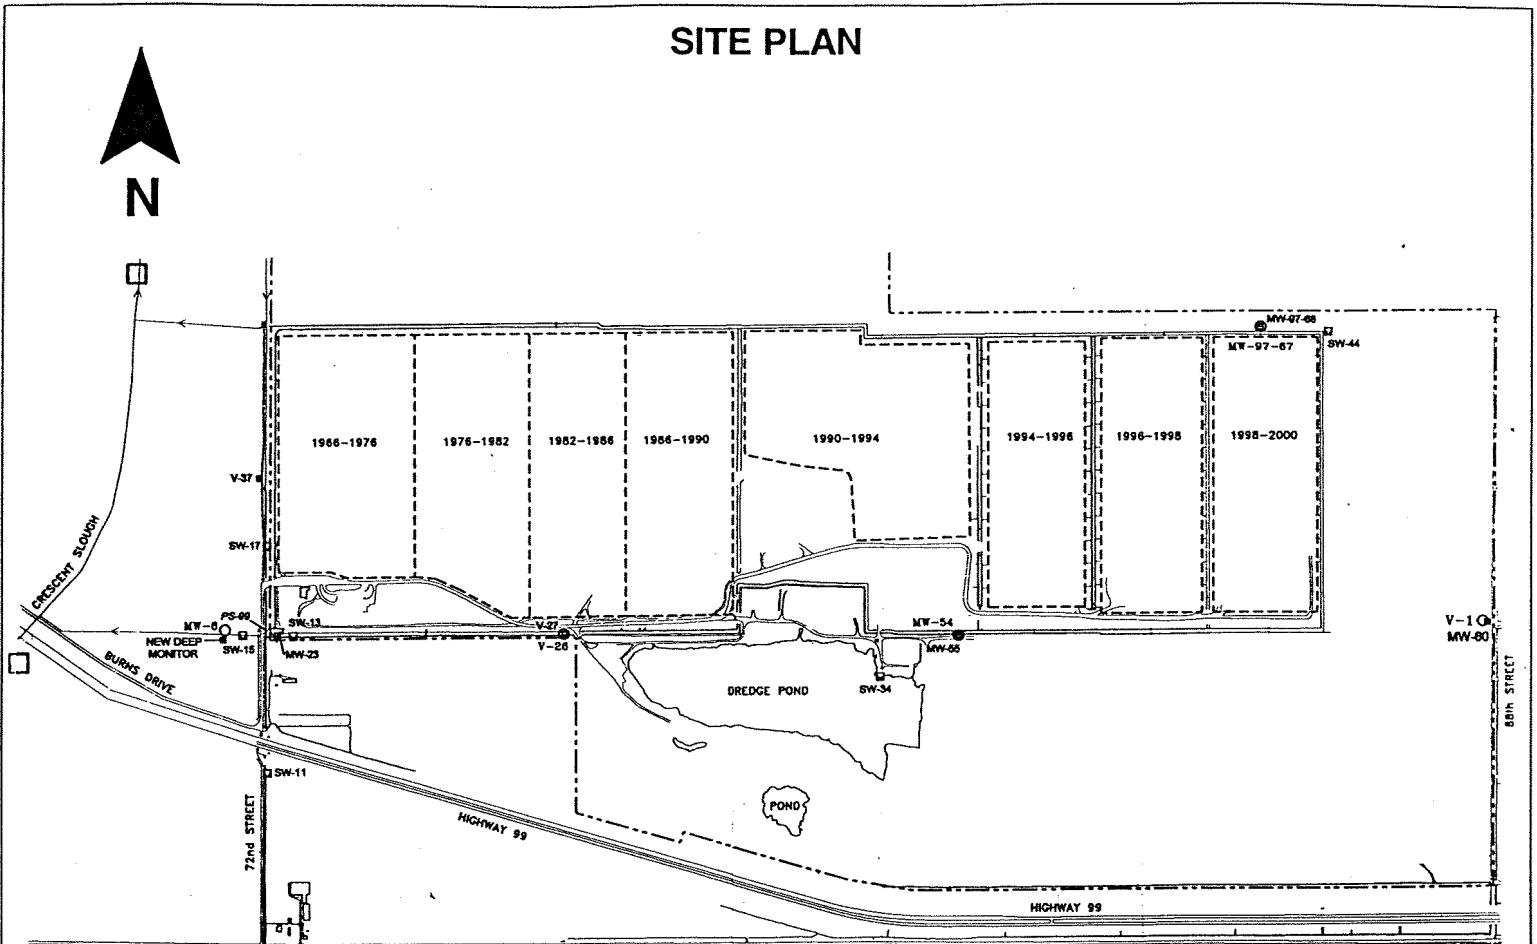 SITE PLAN
N
MW-97-68
MW-97-67
SW-44
1966-1976
1976-1982
1982-1986
1986-1990
1990-1994
1994-1996
1996-1998
1998-2000
V-37
SW-17
CRESCENT SLOUGH
PS-99
MW-6
SW-13
NEW DEEP
MONITOR
SW-15
MW-23
V-27
V-26
MW-54
MW-55
V-1
MW-60
BURNS DRIVE
DREDGE POND
SW-34
88th STREET
SW-11
72nd STREET
HIGHWAY 99
POND
HIGHWAY 99